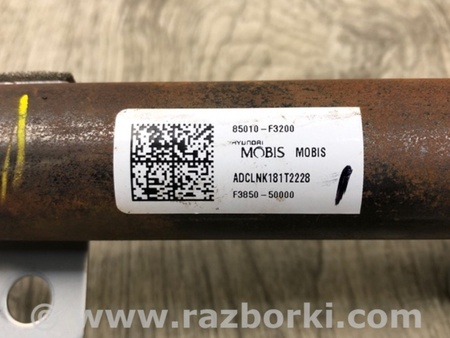 85010-F3200
HYUNDAI
MOBIS MOBIS
ADCLNK181T2228
F3850-50000
© www.razborki.com